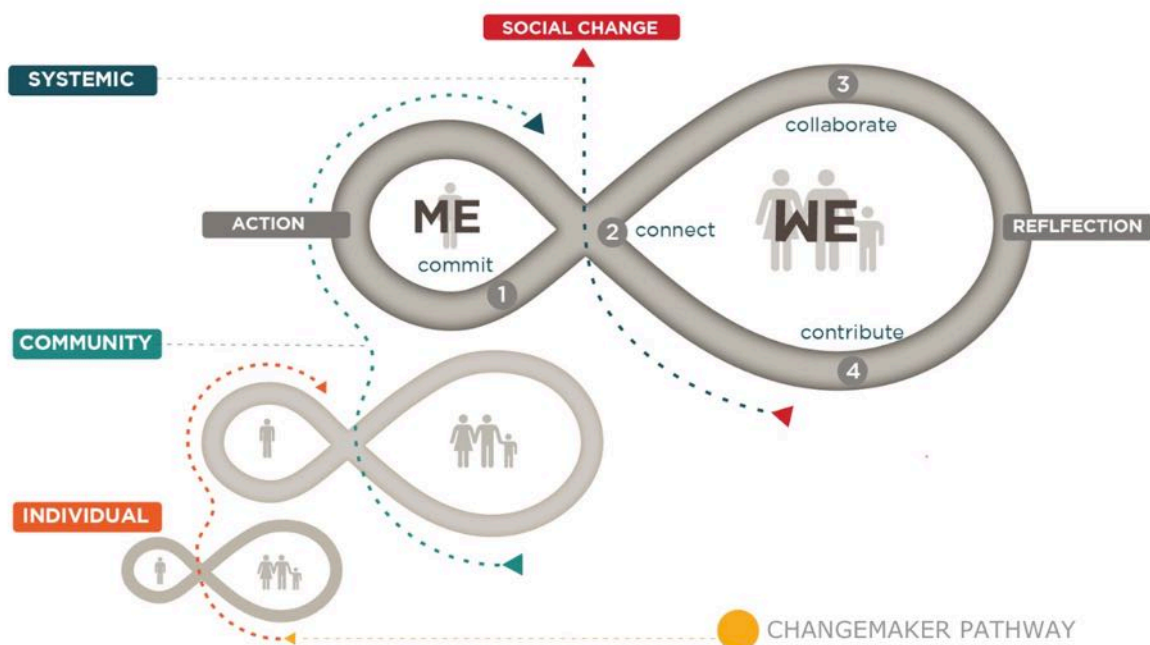 SOCIAL CHANGE
SYSTEMIC
3
collaborate
ME
WE
ACTION
2 connect
REFLFECTION
commit
1
COMMUNITY
contribute
4
INDIVIDUAL
CHANGEMAKER PATHWAY